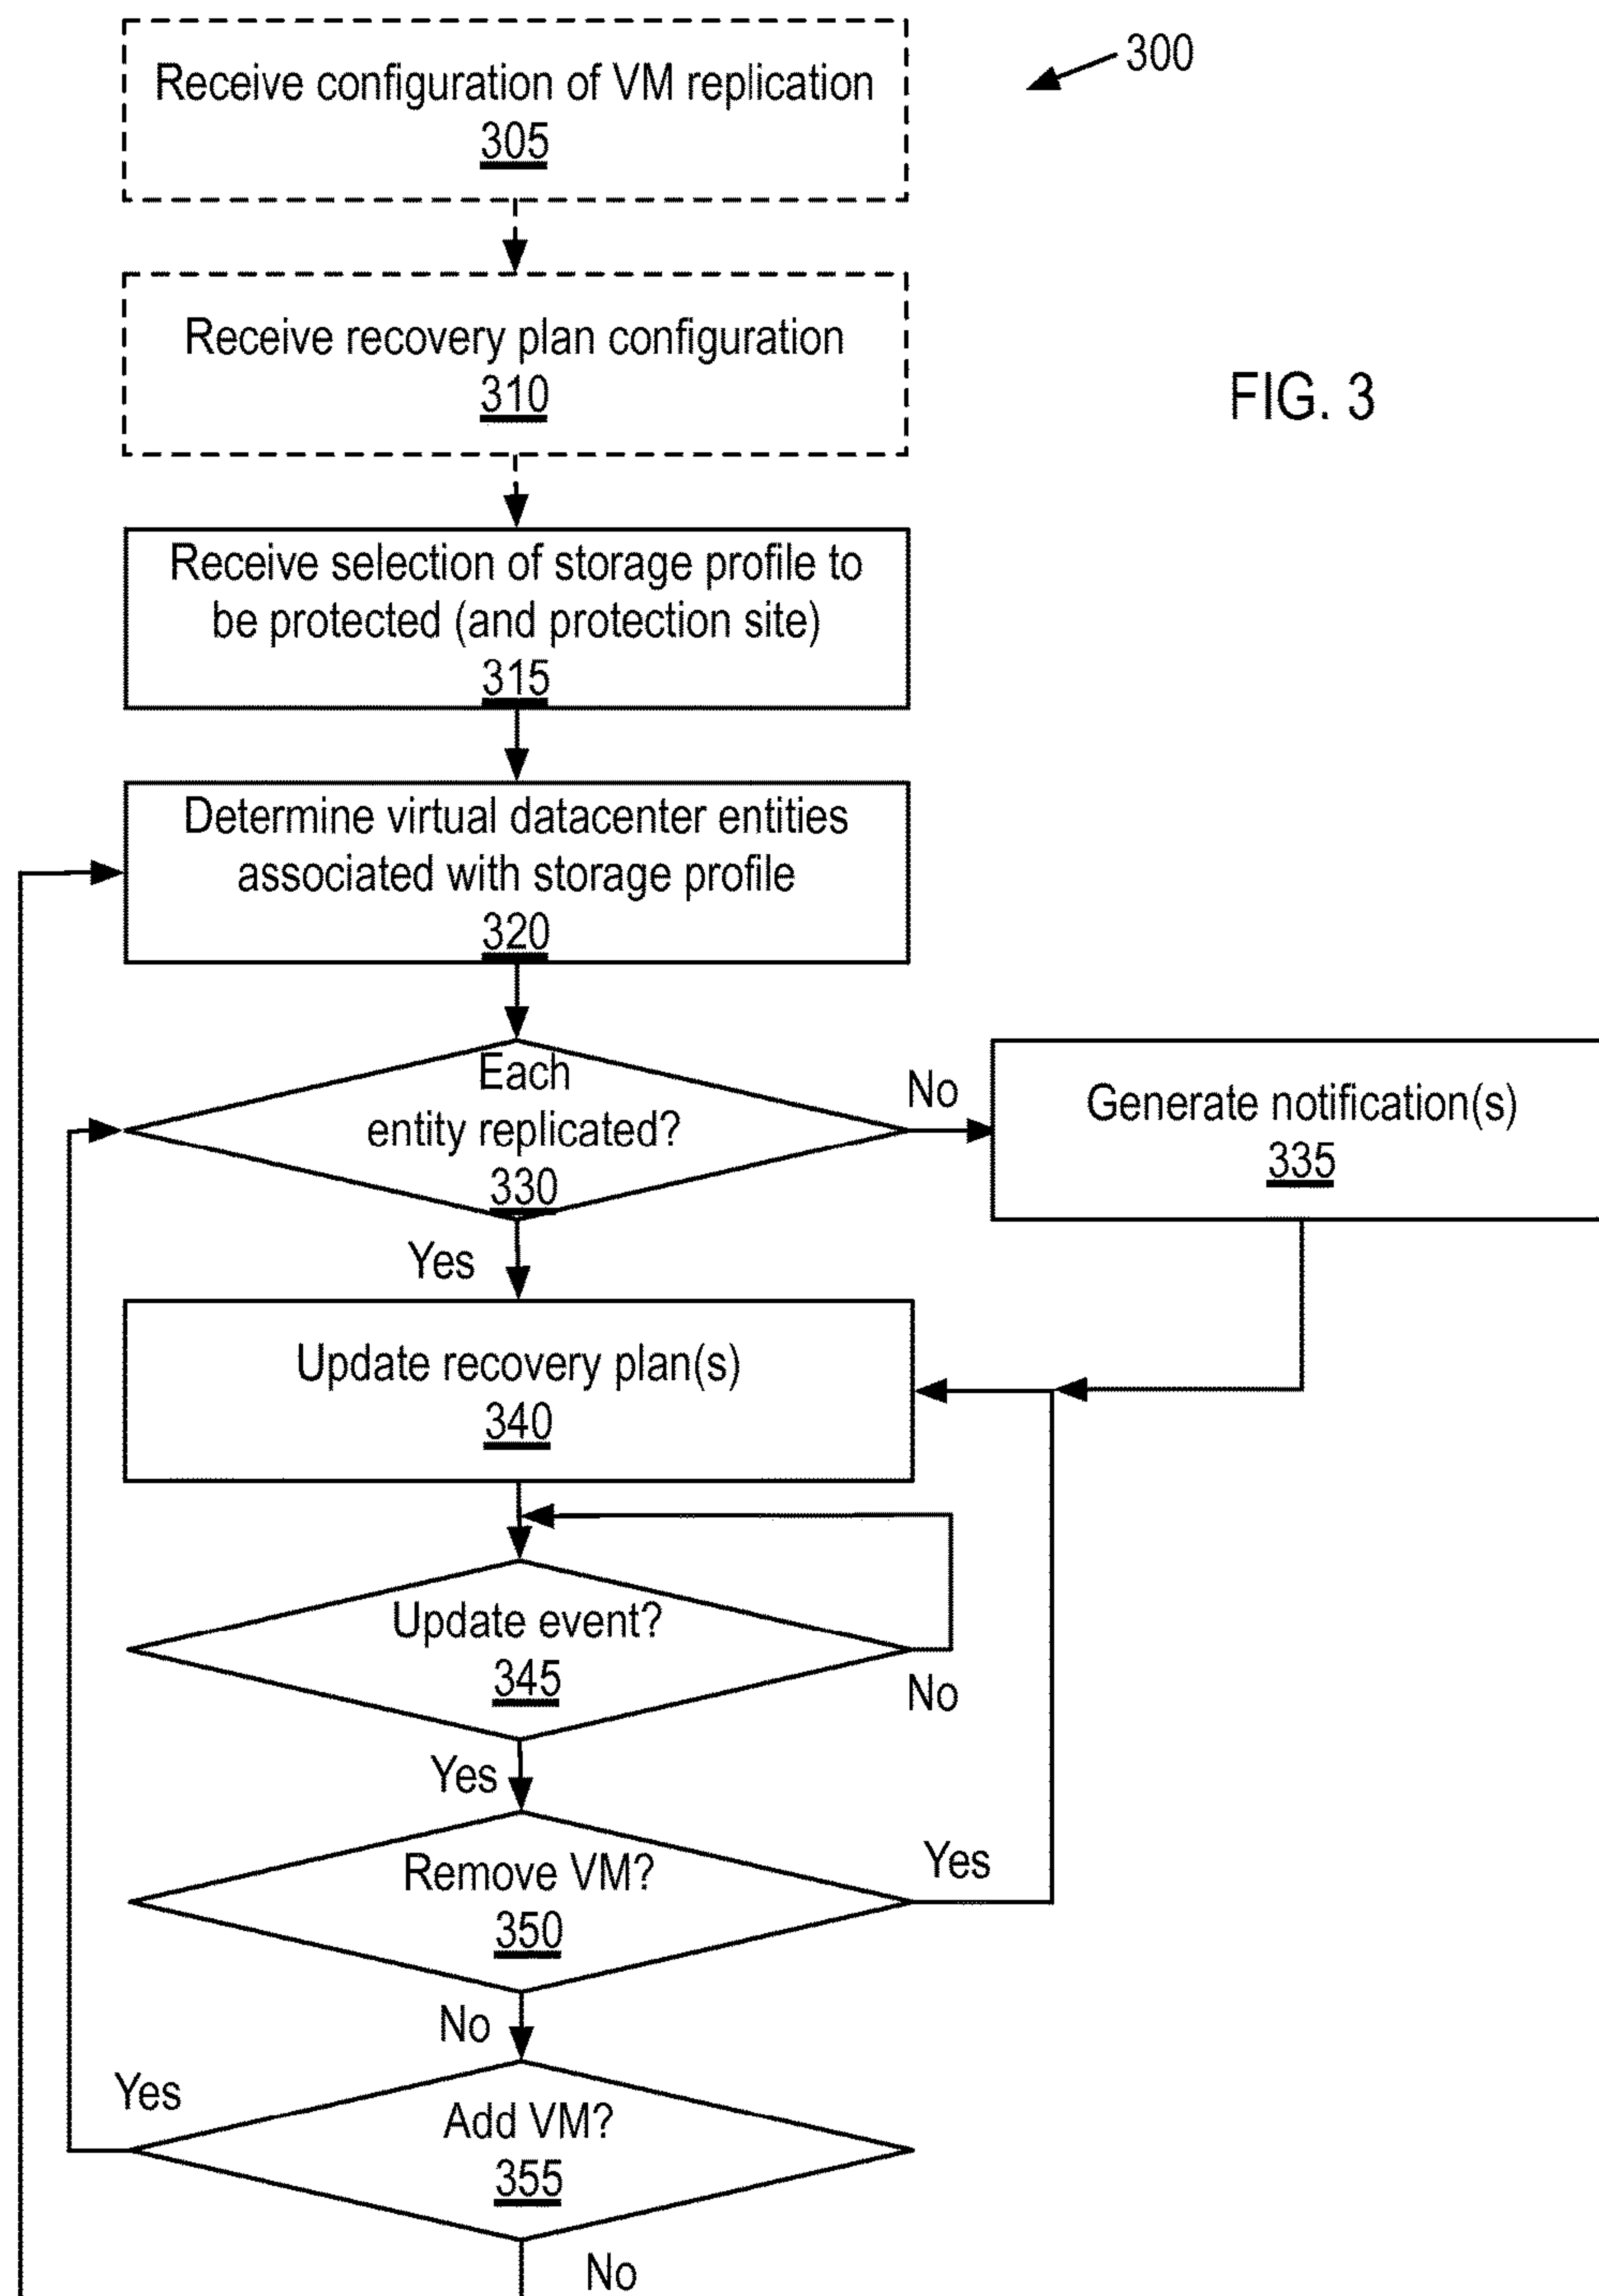 300
Receive configuration of VM replication
305
Receive recovery plan configuration
310
FIG. 3
Receive selection of storage profile to
be protected (and protection site)
315
Determine virtual datacenter entities
associated with storage profile
320
Each
entity replicated?
330
No
Generate notification(s)
335
Yes
Update recovery plan(s)
340
Update event?
345
No
Yes
Remove VM?
350
Yes
No
Yes
Add VM?
355
No